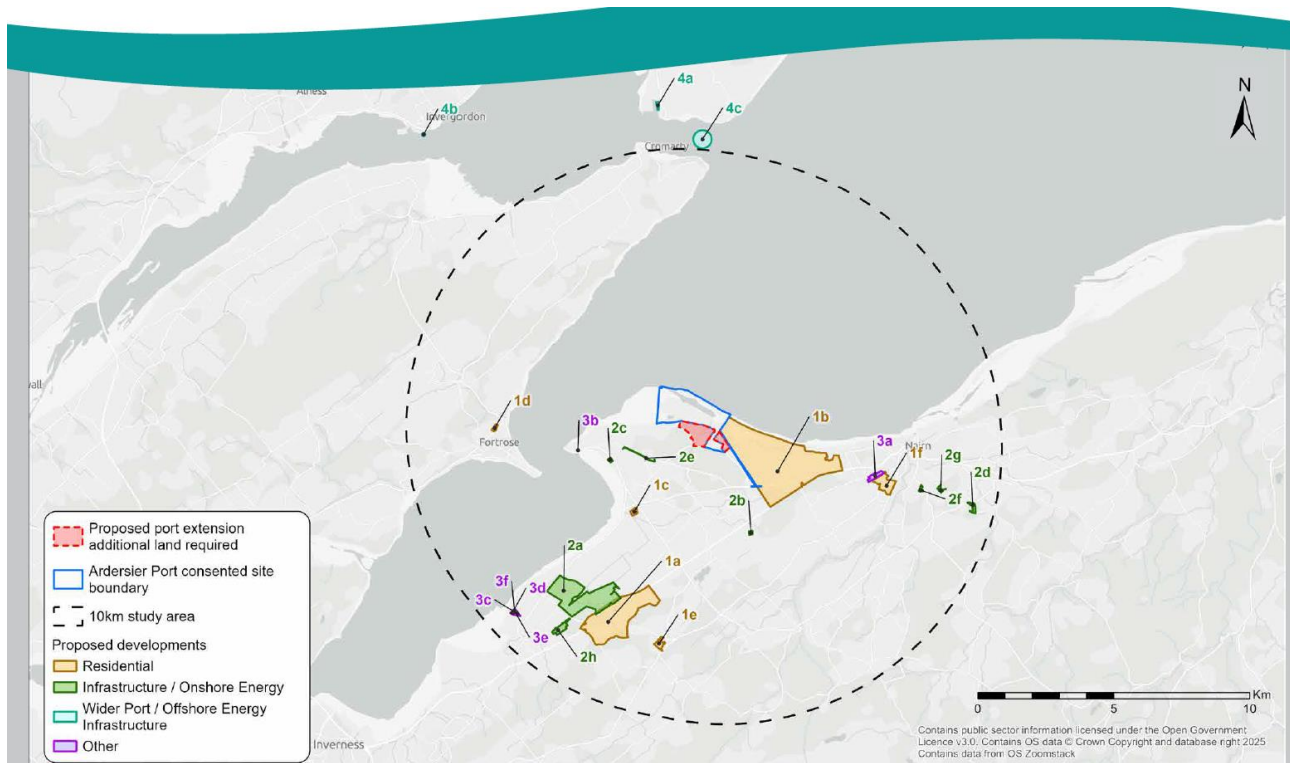 N
4a
4b
4c
Alness
Invergordon
Cromarty
1d
Fortrose
3b
2c
2e
1b
3a
Nairn
1f
2g
2d
2f
1c
2b
2a
1a
3f
3d
3c
3e
2h
1e
Inverness
Proposed port extension
additional land required
Ardersier Port consented site
boundary
10km study area
Proposed developments
Residential
Infrastructure / Onshore Energy
Wider Port / Offshore Energy
Infrastructure
Other
Km
0 5 10
Contains public sector information licensed under the Open Government
Licence v3.0. Contains OS data © Crown Copyright and database right 2025
Contains data from OS Zoomstack